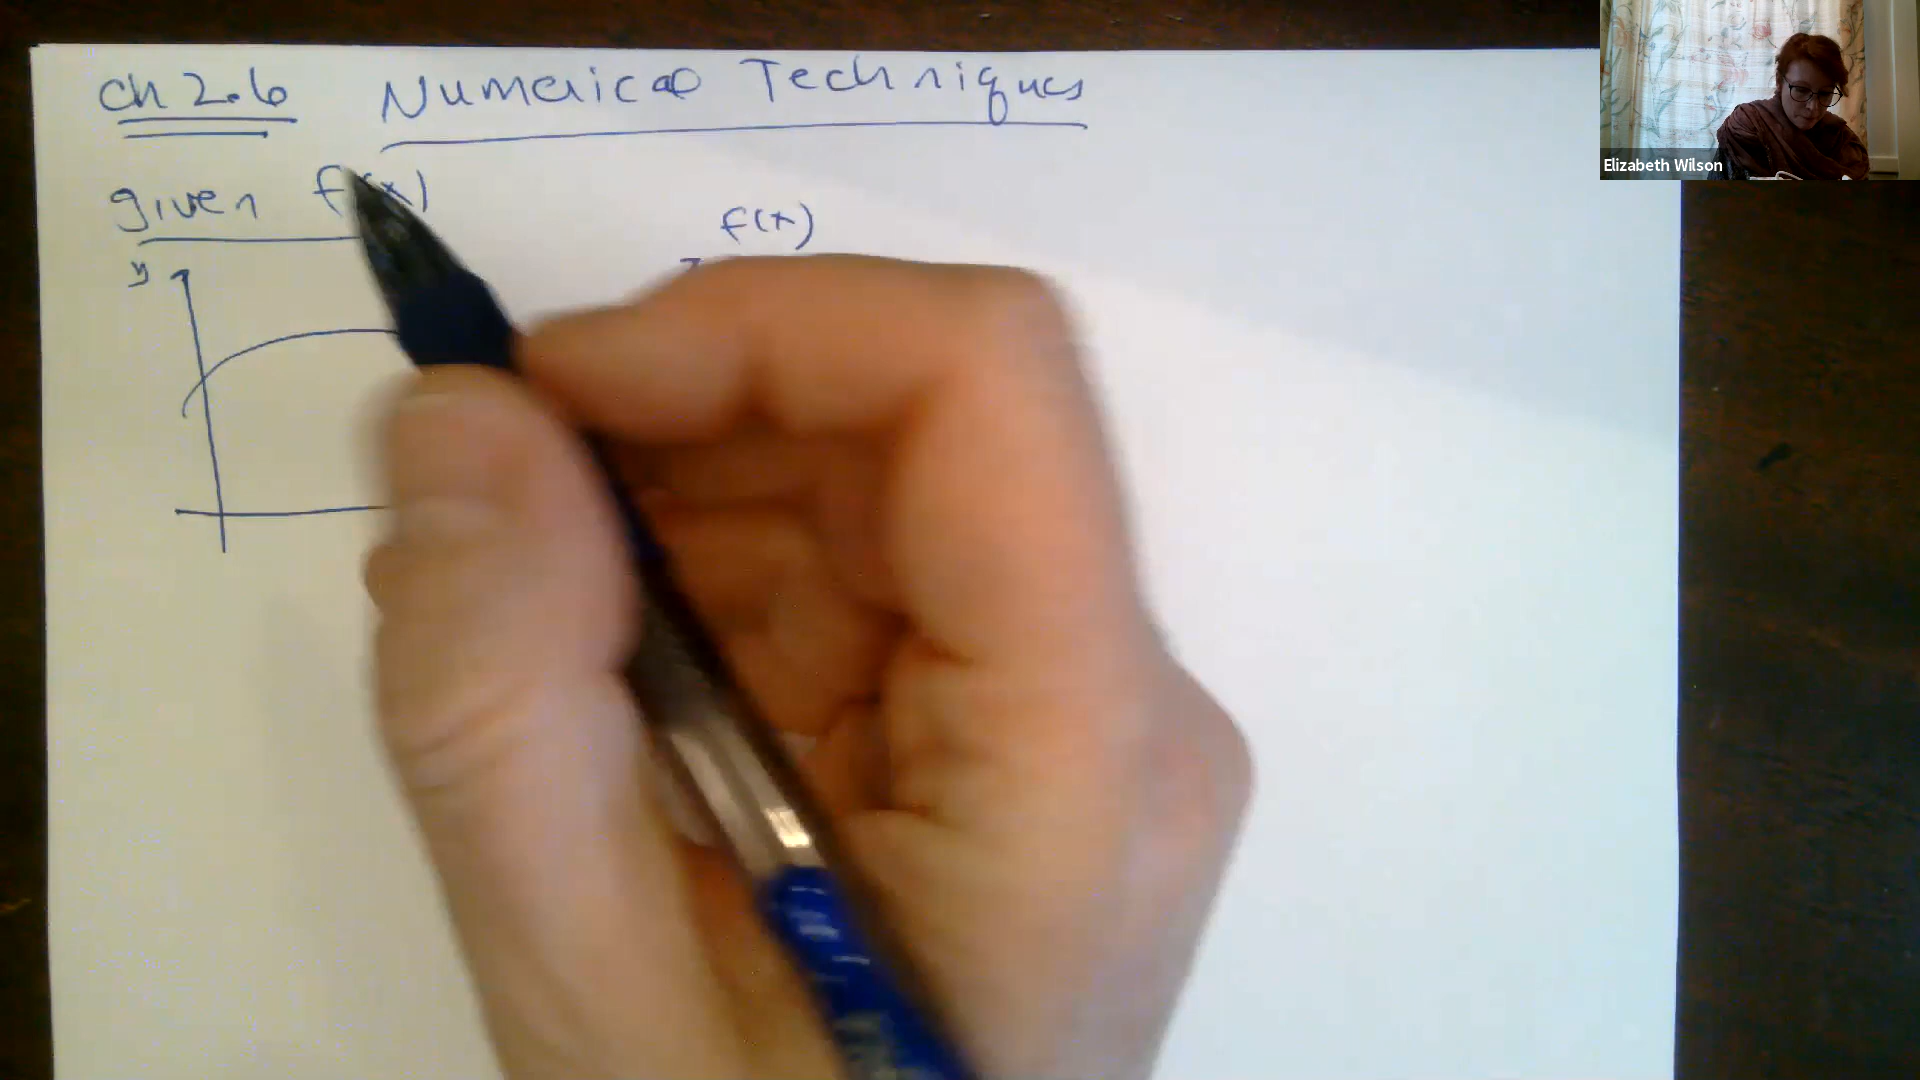 Ch 2.6 Numerical Techniques
given f(x)
f(x)
y
Elizabeth Wilson